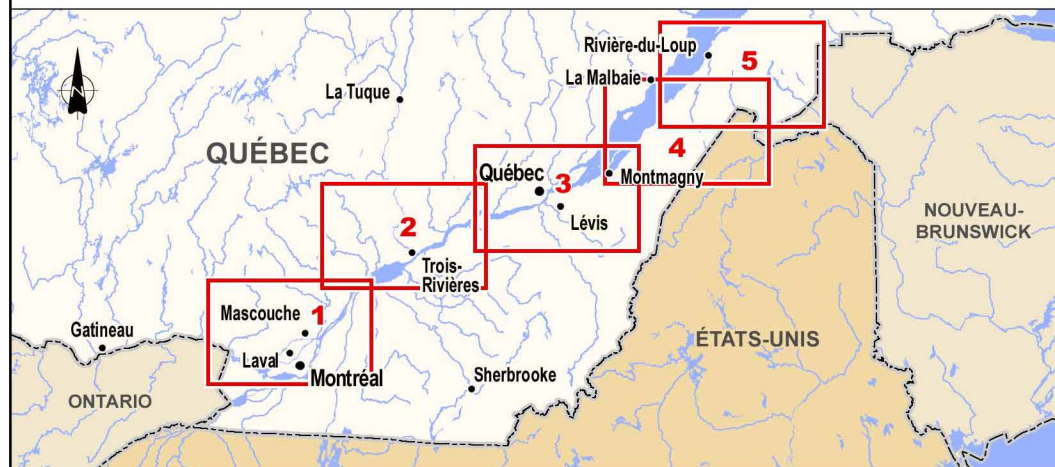 N
Rivière-du-Loup
5
La Malbaie
La Tuque
QUÉBEC
4
Québec
3
Montmagny
Lévis
NOUVEAU-
BRUNSWICK
2
Trois-
Rivières
Mascouche
1
Gatineau
Laval
Montréal
ÉTATS-UNIS
Sherbrooke
ONTARIO